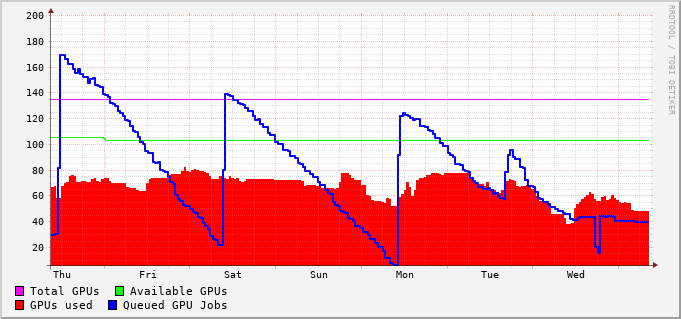 200
180
160
140
120
100
80
60
40
20
Thu Fri Sat Sun Mon Tue Wed
Total GPUs Available GPUs
GPUs used Queued GPU Jobs
RRDTOOL / TOBI OETIKER